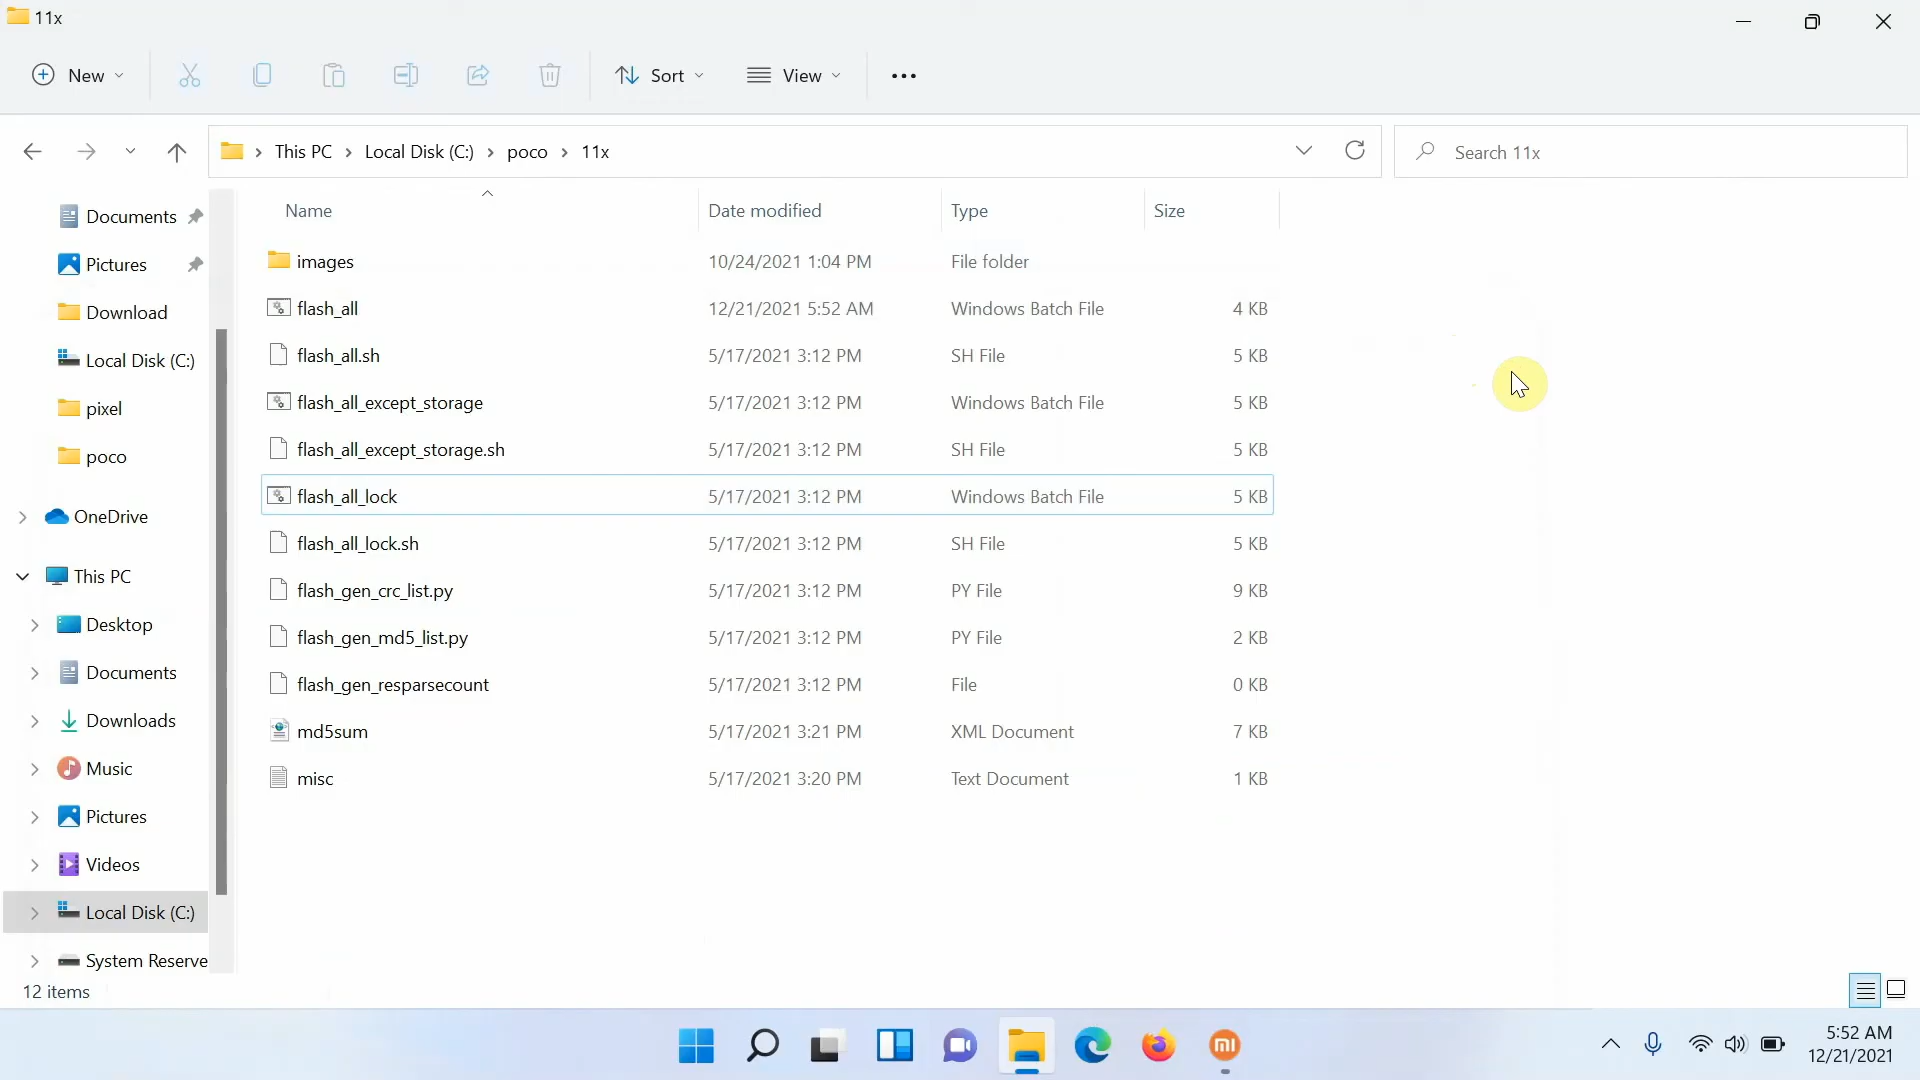 11x
New
Sort
View
This PC
Local Disk (C:)
poco
11x
Search 11x
Name
Date modified
Type
Size
Documents
Pictures
Download
Local Disk (C:)
pixel
poco
OneDrive
This PC
Desktop
Documents
Downloads
Music
Pictures
Videos
Local Disk (C:)
System Reserve
images 10/24/2021 1:04 PM File folder
flash_all 12/21/2021 5:52 AM Windows Batch File 4 KB
flash_all.sh 5/17/2021 3:12 PM SH File 5 KB
flash_all_except_storage 5/17/2021 3:12 PM Windows Batch File 5 KB
flash_all_except_storage.sh 5/17/2021 3:12 PM SH File 5 KB
flash_all_lock 5/17/2021 3:12 PM Windows Batch File 5 KB
flash_all_lock.sh 5/17/2021 3:12 PM SH File 5 KB
flash_gen_crc_list.py 5/17/2021 3:12 PM PY File 9 KB
flash_gen_md5_list.py 5/17/2021 3:12 PM PY File 2 KB
flash_gen_resparsecount 5/17/2021 3:12 PM File 0 KB
md5sum 5/17/2021 3:21 PM XML Document 7 KB
misc 5/17/2021 3:20 PM Text Document 1 KB
12 items
mi
5:52 AM
12/21/2021